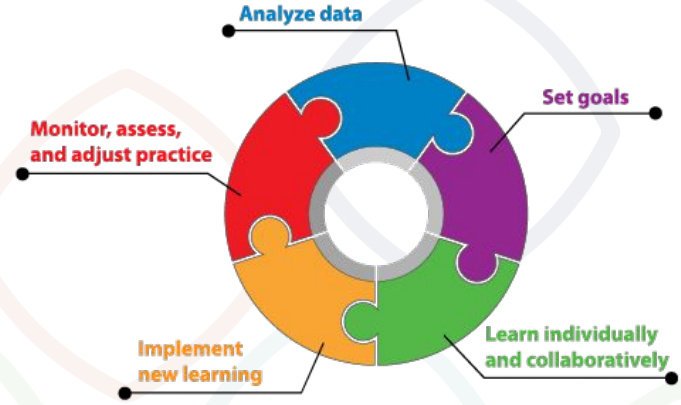 Analyze data
Set goals
Learn individually
and collaboratively
Implement
new learning
Monitor, assess,
and adjust practice